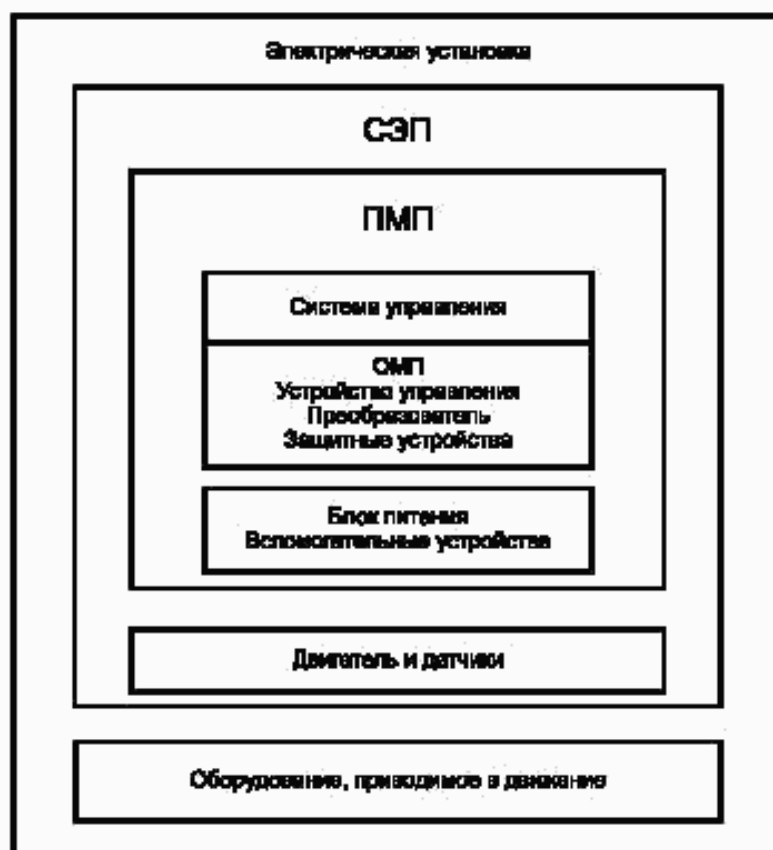 Электрическая установка
СЭП
ПМП
Система управления
ОМП
Устройство управления
Преобразователь
Защитные устройства
Блок питания
Вспомогательные устройства
Двигатель и датчики
Оборудование, приводимое в движение